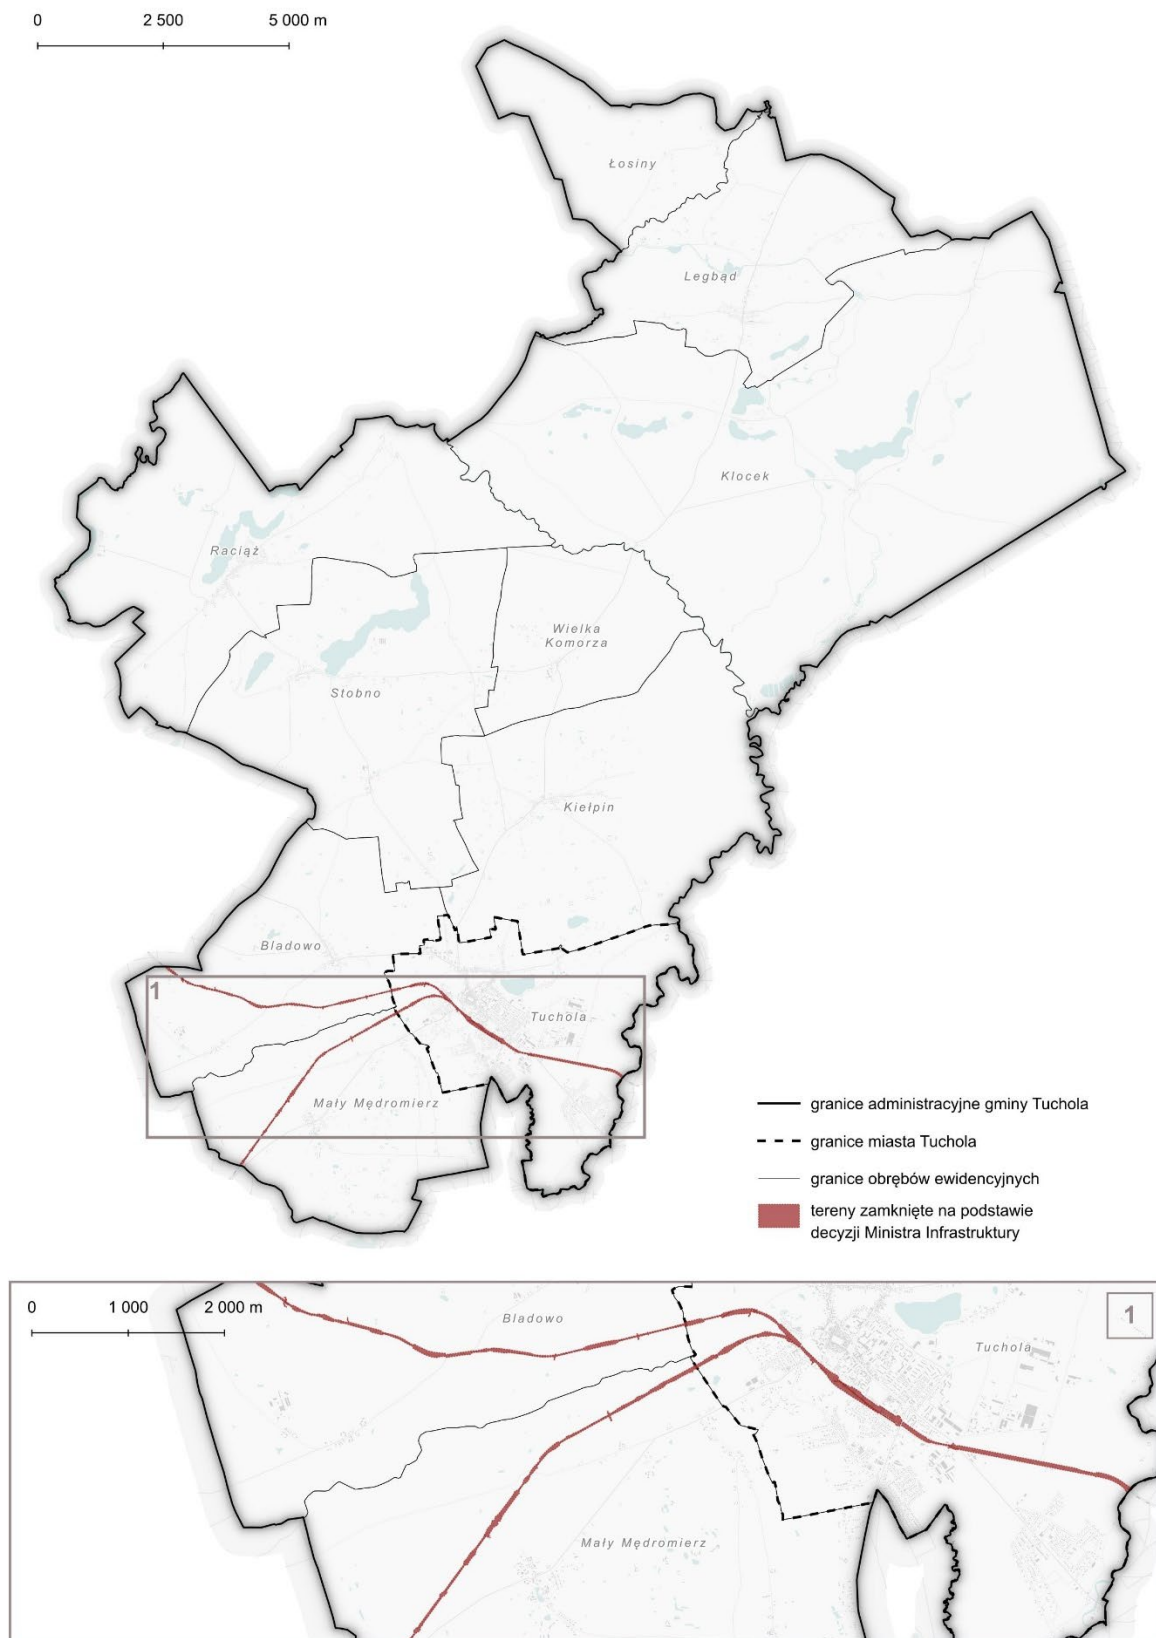 0 2 500 5 000 m
Łosiny
Legbąd
Klocek
Raciąż
Wielka
Komorza
Stobno
Kiełpin
Bladowo
1
Tuchola
Mały Mędromierz
granice administracyjne gminy Tuchola
granice miasta Tuchola
granice obrębów ewidencyjnych
tereny zamknięte na podstawie
decyzji Ministra Infrastruktury
0 1 000 2 000 m
1
Bladowo
Tuchola
Mały Mędromierz